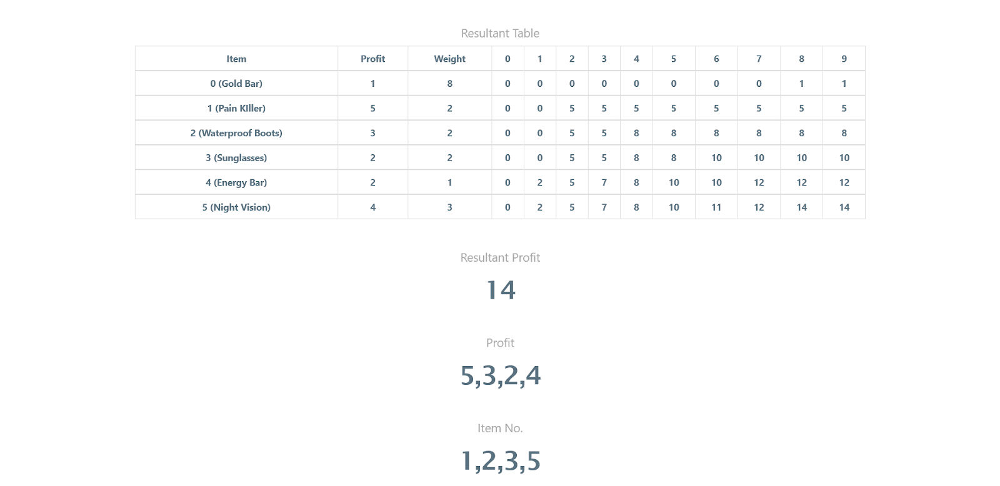 Resultant Table
Item Profit Weight 0 1 2 3 4 5 6 7 8 9
0 (Gold Bar) 1 8 0 0 0 0 0 0 0 0 1 1
1 (Pain KIller) 5 2 0 0 5 5 5 5 5 5 5 5
2 (Waterproof Boots) 3 2 0 0 5 5 8 8 8 8 8 8
3 (Sunglasses) 2 2 0 0 5 5 8 8 10 10 10 10
4 (Energy Bar) 2 1 0 2 5 7 8 10 10 12 12 12
5 (Night Vision) 4 3 0 2 5 7 8 10 11 12 14 14
Resultant Profit
14
Profit
5,3,2,4
Item No.
1,2,3,5